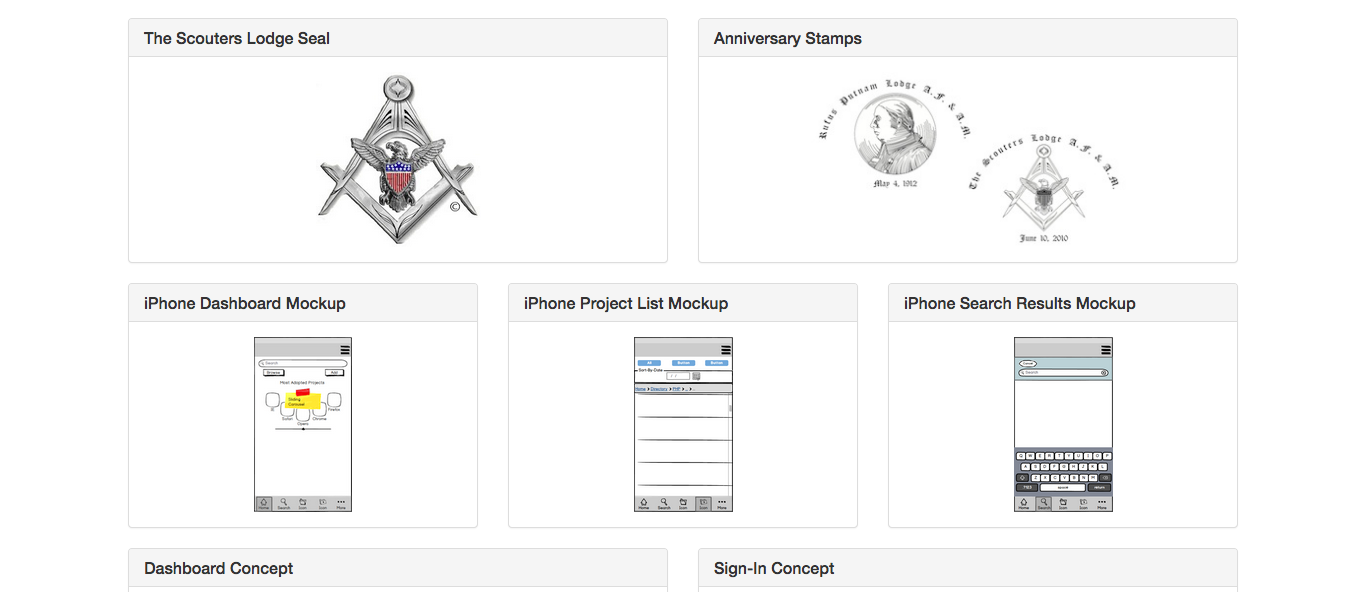 The Scouters Lodge Seal
Anniversary Stamps
©
Rufus Putnam Lodge A.F. & A.M.
May 4, 1912
The Scouters Lodge A.F. & A.M.
June 10, 2010
iPhone Dashboard Mockup
iPhone Project List Mockup
iPhone Search Results Mockup
Search
Browse
Add
Most Adopted Projects
Sliding
Carousel
IE
Safari
Opera
Chrome
Firefox
Home
Search
Icon
Icon
More
All
Button
Button
Sort-By-Date
/ /
Home > Directory > PHP > .. > ..
Home
Search
Icon
Icon
More
Cancel
Search
Q W E R T Y U I O P
A S D F G H J K L
Z X C V B N M
space
return
Home
Search
Icon
Icon
More
Dashboard Concept
Sign-In Concept